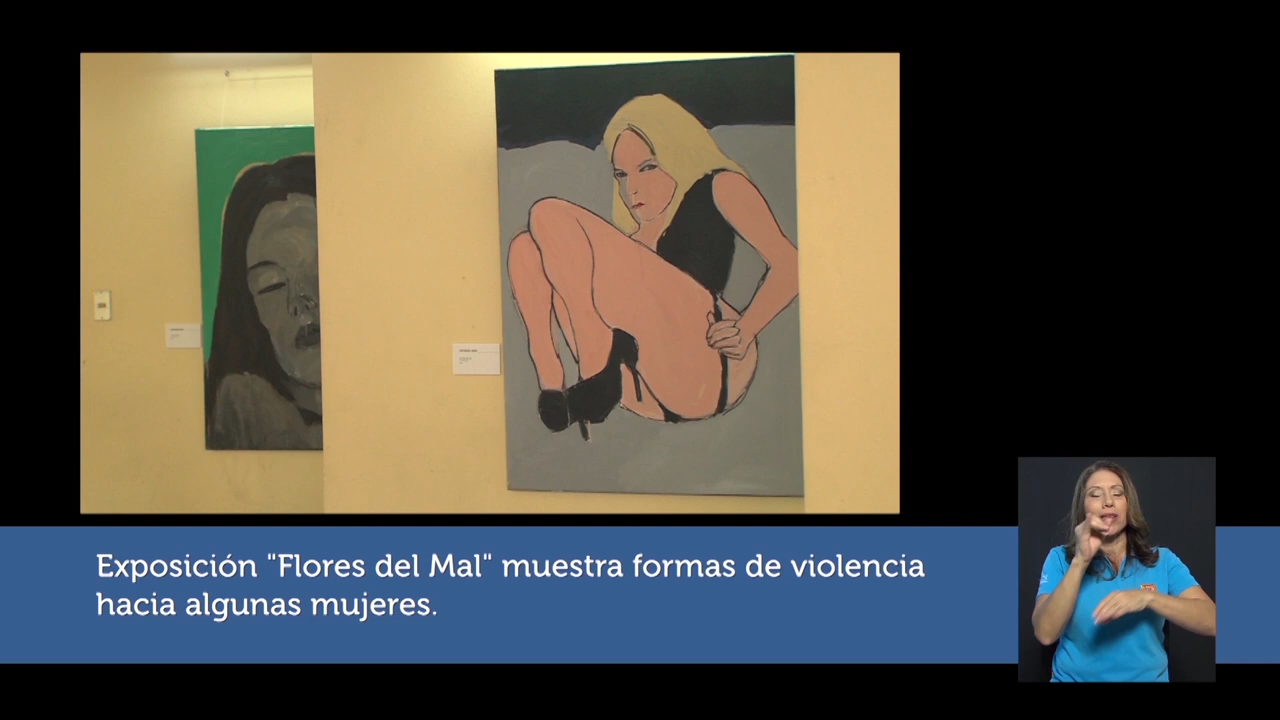 Exposición "Flores del Mal" muestra formas de violencia
hacia algunas mujeres.